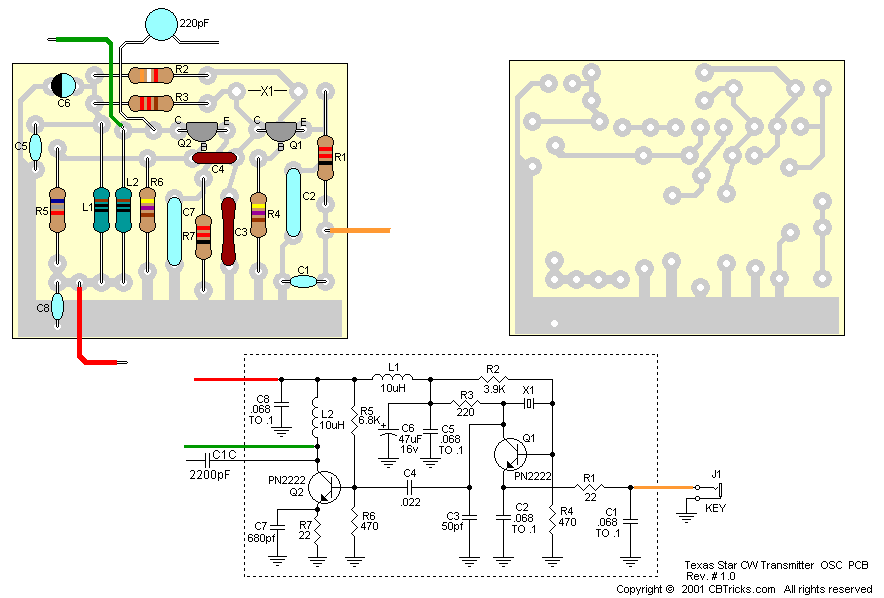 220pF
R2
C6
R3
X1
C
E
C
E
Q2
B
Q1
B
C5
C4
R1
L2
R6
R5
L1
C7
R7
C3
R4
C2
C8
C1
L1
10uH
R2
3.9K
X1
R3
220
C8
.068
TO .1
L2
10uH
R5
6.8K
+
C6
47uF
16v
C5
.068
TO .1
Q1
PN2222
C1C
2200pF
PN2222
Q2
C4
.022
R1
22
J1
KEY
C7
680pf
R7
22
R6
470
C3
50pf
C2
.068
TO .1
R4
470
C1
.068
TO .1
Texas Star CW Transmitter OSC PCB
Rev. # 1.0
Copyright © 2001 CBTricks.com All rights reserved